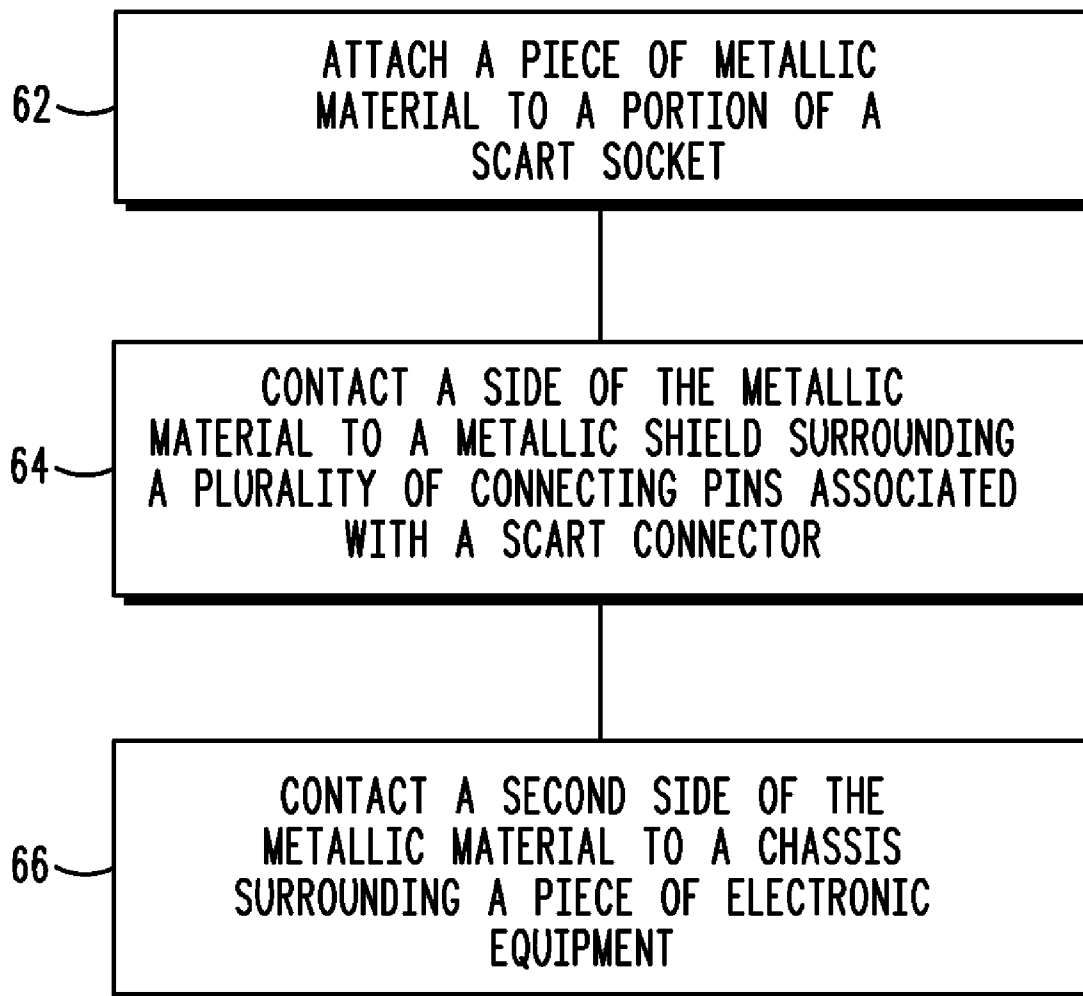 62
ATTACH A PIECE OF METALLIC
MATERIAL TO A PORTION OF A
SCART SOCKET
64
CONTACT A SIDE OF THE METALLIC
MATERIAL TO A METALLIC SHIELD SURROUNDING
A PLURALITY OF CONNECTING PINS ASSOCIATED
WITH A SCART CONNECTOR
66
CONTACT A SECOND SIDE OF THE
METALLIC MATERIAL TO A CHASSIS
SURROUNDING A PIECE OF ELECTRONIC
EQUIPMENT